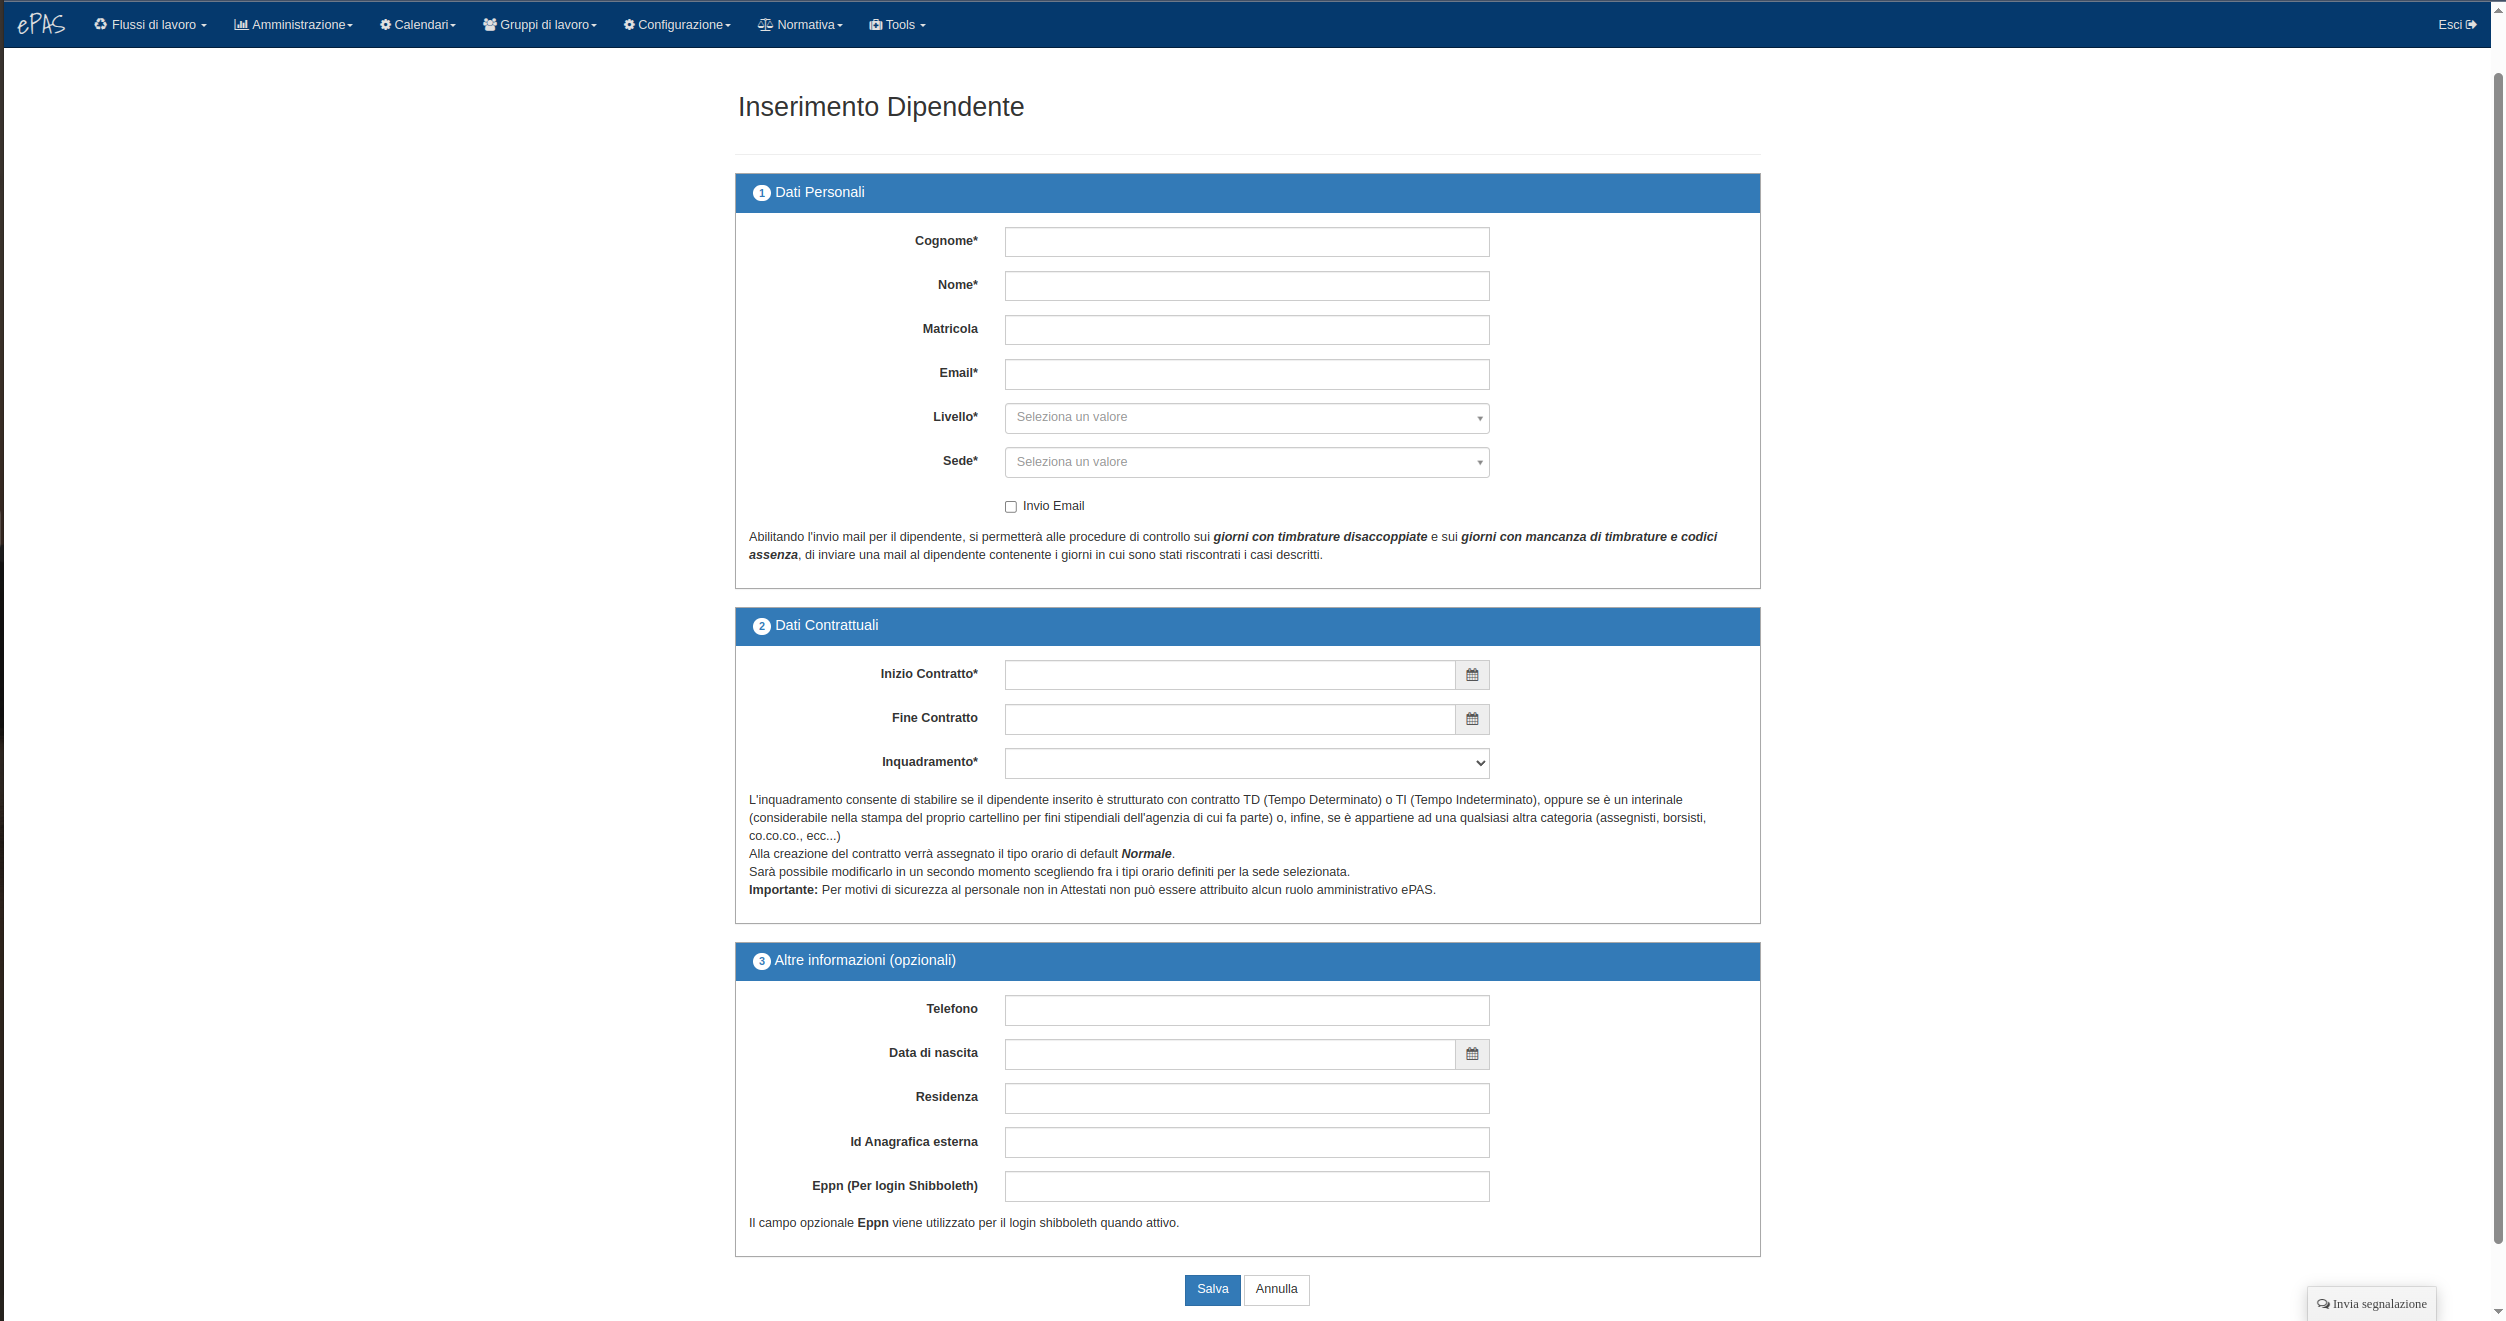 ePAS Flussi di lavoro Amministrazione Calendari Gruppi di lavoro Configurazione Normativa Tools Esci
Inserimento Dipendente
1 Dati Personali
Cognome*
Nome*
Matricola
Email*
Livello* Seleziona un valore
Sede* Seleziona un valore
Invio Email
Abilitando l'invio mail per il dipendente, si permetterà alle procedure di controllo sui giorni con timbrature disaccoppiate e sui giorni con mancanza di timbrature e codici
assenza, di inviare una mail al dipendente contenente i giorni in cui sono stati riscontrati i casi descritti.
2 Dati Contrattuali
Inizio Contratto*
Fine Contratto
Inquadramento*
L'inquadramento consente di stabilire se il dipendente inserito è strutturato con contratto TD (Tempo Determinato) o TI (Tempo Indeterminato), oppure se è un interinale
(considerabile nella stampa del proprio cartellino per fini stipendiali dell'agenzia di cui fa parte) o, infine, se è appartiene ad una qualsiasi altra categoria (assegnisti, borsisti,
co.co.co., ecc...)
Alla creazione del contratto verrà assegnato il tipo orario di default Normale.
Sarà possibile modificarlo in un secondo momento scegliendo fra i tipi orario definiti per la sede selezionata.
Importante: Per motivi di sicurezza al personale non in Attestati non può essere attribuito alcun ruolo amministrativo ePAS.
3 Altre informazioni (opzionali)
Telefono
Data di nascita
Residenza
Id Anagrafica esterna
Eppn (Per login Shibboleth)
Il campo opzionale Eppn viene utilizzato per il login shibboleth quando attivo.
Salva Annulla
Invia segnalazione